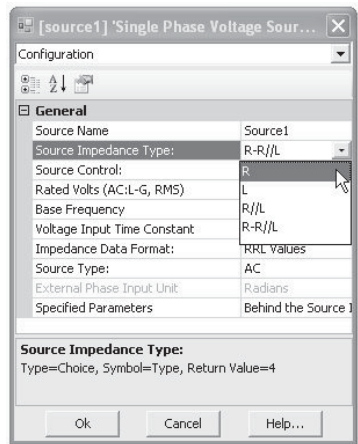 [source1] 'Single Phase Voltage Sour...
Configuration
General
Source Name Source1
Source Impedance Type: R-R//L
Source Control: R
Rated Volts (AC:L-G, RMS) L
Base Frequency R//L
Voltage Input Time Constant R-R//L
Impedance Data Format: RRL Values
Source Type: AC
External Phase Input Unit Radians
Specified Parameters Behind the Source
Source Impedance Type:
Type=Choice, Symbol=Type, Return Value=4
Ok Cancel Help...